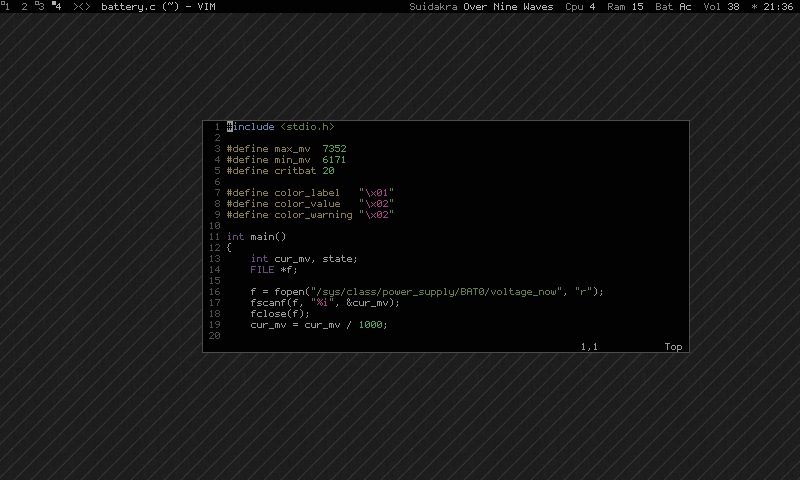 1 2 3 4 ><> battery.c (~) - VIM Suidakra Over Nine Waves Cpu 4 Ram 15 Bat Ac Vol 38 * 21:36
1 #include <stdio.h>
2
3 #define max_mv  7352
4 #define min_mv  6171
5 #define critbat 20
6
7 #define color_label   "\x01"
8 #define color_value   "\x02"
9 #define color_warning "\x02"
10
11 int main()
12 {
13     int cur_mv, state;
14     FILE *f;
15
16     f = fopen("/sys/class/power_supply/BAT0/voltage_now", "r");
17     fscanf(f, "%i", &cur_mv);
18     fclose(f);
19     cur_mv = cur_mv / 1000;
20
1,1 Top